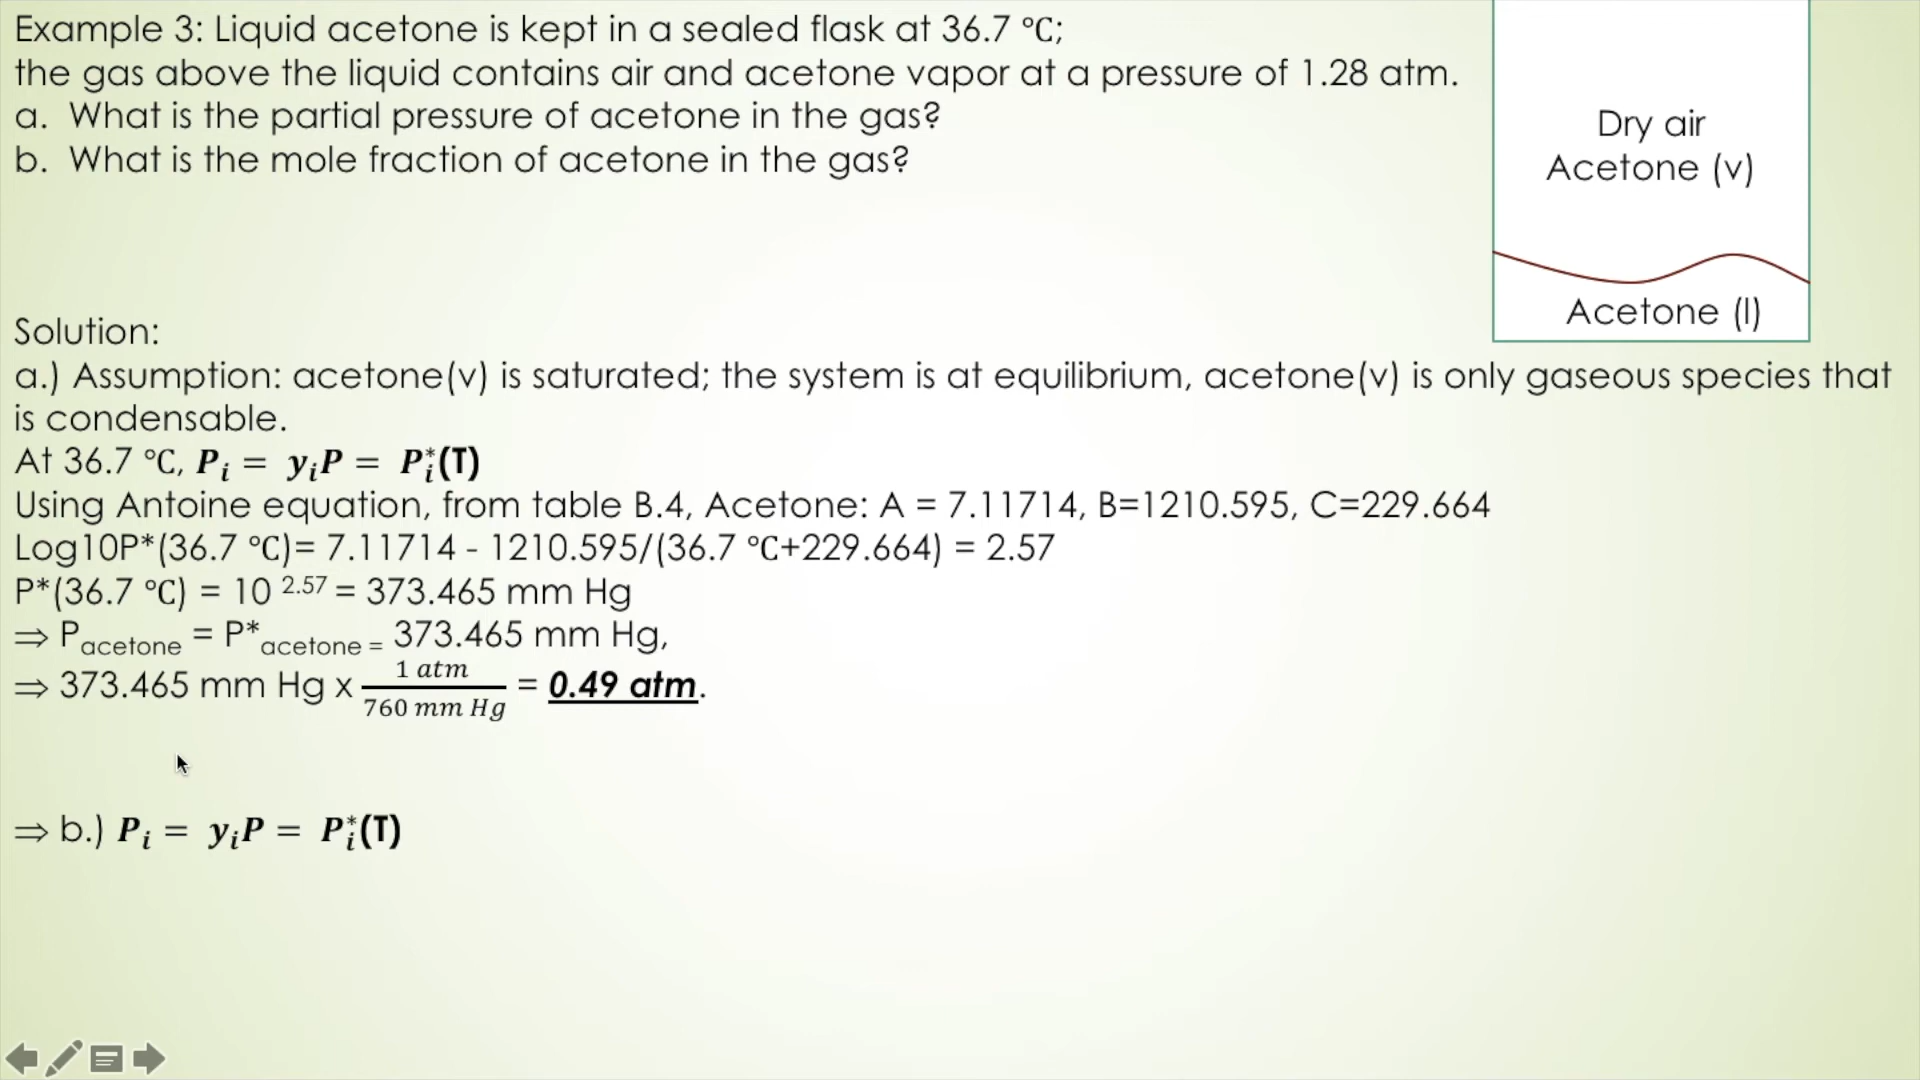 Example 3: Liquid acetone is kept in a sealed flask at 36.7 °C;
the gas above the liquid contains air and acetone vapor at a pressure of 1.28 atm.
a. What is the partial pressure of acetone in the gas?
b. What is the mole fraction of acetone in the gas?
Dry air
Acetone (v)
Acetone (l)
Solution:
a.) Assumption: acetone(v) is saturated; the system is at equilibrium, acetone(v) is only gaseous species that
is condensable.
At 36.7 °C, Pᵢ = yᵢP = Pᵢ*(T)
Using Antoine equation, from table B.4, Acetone: A = 7.11714, B=1210.595, C=229.664
Log10P*(36.7 °C)= 7.11714 - 1210.595/(36.7 °C+229.664) = 2.57
P*(36.7 °C) = 10 ^2.57 = 373.465 mm Hg
⇒ P_acetone = P*_acetone = 373.465 mm Hg,
⇒ 373.465 mm Hg x 1 atm / 760 mm Hg = 0.49 atm.
⇒ b.) Pᵢ = yᵢP = Pᵢ*(T)